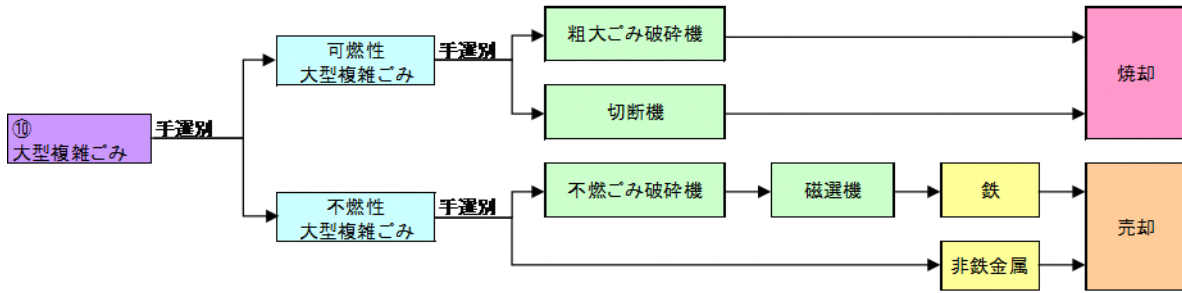 ⑩
大型複雑ごみ
手選別
可燃性
大型複雑ごみ
手選別
粗大ごみ破砕機
切断機
焼却
不燃性
大型複雑ごみ
手選別
不燃ごみ破砕機
磁選機
鉄
非鉄金属
売却